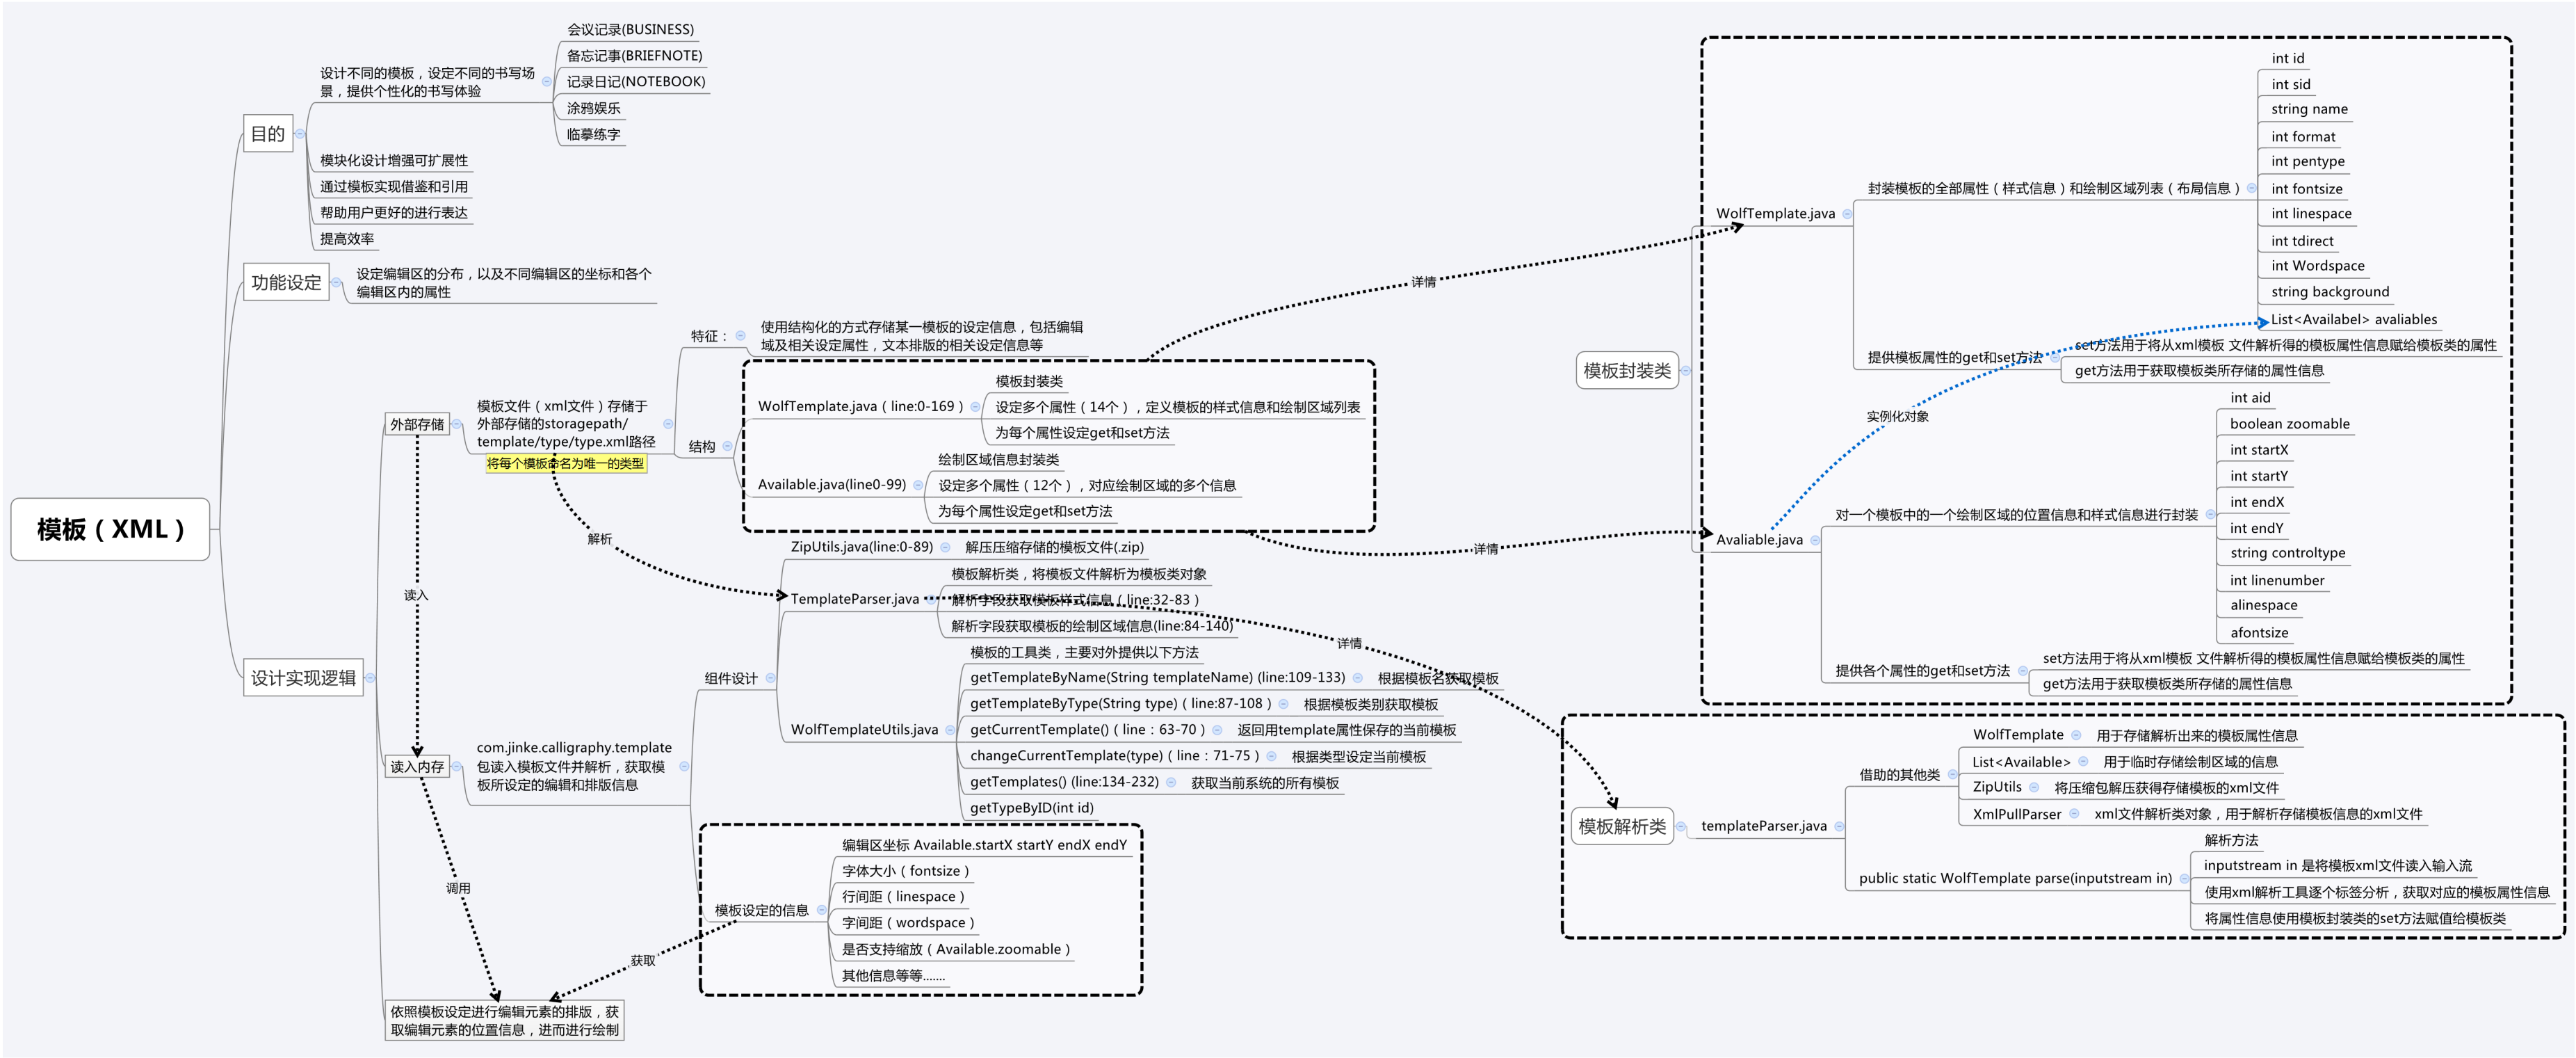 模板（XML）
目的
设计不同的模板，设定不同的书写场
景，提供个性化的书写体验
会议记录(BUSINESS)
备忘记事(BRIEFNOTE)
记录日记(NOTEBOOK)
涂鸦娱乐
临摹练字
模块化设计增强可扩展性
通过模板实现借鉴和引用
帮助用户更好的进行表达
提高效率
功能设定
设定编辑区的分布，以及不同编辑区的坐标和各个
编辑区内的属性
设计实现逻辑
外部存储
模板文件（xml文件）存储于
外部存储的storagepath/
template/type/type.xml路径
将每个模板命名为唯一的类型
特征：
使用结构化的方式存储某一模板的设定信息，包括编辑
域及相关设定属性，文本排版的相关设定信息等
结构
WolfTemplate.java（line:0-169）
模板封装类
设定多个属性（14个），定义模板的样式信息和绘制区域列表
为每个属性设定get和set方法
Available.java(line0-99)
绘制区域信息封装类
设定多个属性（12个），对应绘制区域的多个信息
为每个属性设定get和set方法
读入
解析
详情
详情
详情
读入内存
com.jinke.calligraphy.template
包读入模板文件并解析，获取模
板所设定的编辑和排版信息
组件设计
ZipUtils.java(line:0-89)
解压压缩存储的模板文件(.zip)
TemplateParser.java
模板解析类，将模板文件解析为模板类对象
解析字段获取模板样式信息（line:32-83）
解析字段获取模板的绘制区域信息(line:84-140)
WolfTemplateUtils.java
模板的工具类，主要对外提供以下方法
getTemplateByName(String templateName) (line:109-133)
根据模板名获取模板
getTemplateByType(String type)（line:87-108）
根据模板类别获取模板
getCurrentTemplate()（line：63-70）
返回用template属性保存的当前模板
changeCurrentTemplate(type)（line：71-75）
根据类型设定当前模板
getTemplates() (line:134-232)
获取当前系统的所有模板
getTypeByID(int id)
模板设定的信息
编辑区坐标 Available.startX startY endX endY
字体大小（fontsize）
行间距（linespace）
字间距（wordspace）
是否支持缩放（Available.zoomable）
其他信息等等.......
调用
获取
依照模板设定进行编辑元素的排版，获
取编辑元素的位置信息，进而进行绘制
模板封装类
WolfTemplate.java
封装模板的全部属性（样式信息）和绘制区域列表（布局信息）
int id
int sid
string name
int format
int pentype
int fontsize
int linespace
int tdirect
int Wordspace
string background
List<Availabel> avaliables
提供模板属性的get和set方法
set方法用于将从xml模板 文件解析得的模板属性信息赋给模板类的属性
get方法用于获取模板类所存储的属性信息
实例化对象
Avaliable.java
对一个模板中的一个绘制区域的位置信息和样式信息进行封装
int aid
boolean zoomable
int startX
int startY
int endX
int endY
string controltype
int linenumber
alinespace
afontsize
提供各个属性的get和set方法
set方法用于将从xml模板 文件解析得的模板属性信息赋给模板类的属性
get方法用于获取模板类所存储的属性信息
模板解析类
templateParser.java
借助的其他类
WolfTemplate
用于存储解析出来的模板属性信息
List<Available>
用于临时存储绘制区域的信息
ZipUtils
将压缩包解压获得存储模板的xml文件
XmlPullParser
xml文件解析类对象，用于解析存储模板信息的xml文件
public static WolfTemplate parse(inputstream in)
解析方法
inputstream in 是将模板xml文件读入输入流
使用xml解析工具逐个标签分析，获取对应的模板属性信息
将属性信息使用模板封装类的set方法赋值给模板类